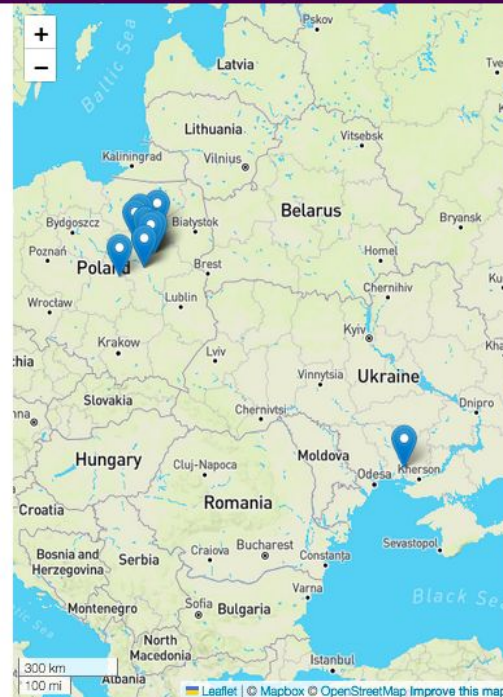 +
−
Baltic Sea
Pskov
Latvia
Lithuania
Kaliningrad
Vilnius
Vitsebsk
Belarus
Bydgoszcz
Białystok
Bryansk
Poznań
Poland
Brest
Homel
Chernihiv
Wrocław
Lublin
Kyiv
Krakow
Lviv
Ukraine
Vinnytsia
Slovakia
Chernivtsi
Dnipro
Hungary
Moldova
Cluj-Napoca
Odesa
Kherson
Romania
Croatia
Bosnia and
Herzegovina
Serbia
Craiova
Bucharest
Constanța
Sevastopol
Varna
Black Se
Montenegro
Sofia
Bulgaria
North
Macedonia
Albania
Istanbul
300 km
100 mi
Leaflet | © Mapbox © OpenStreetMap Improve this map